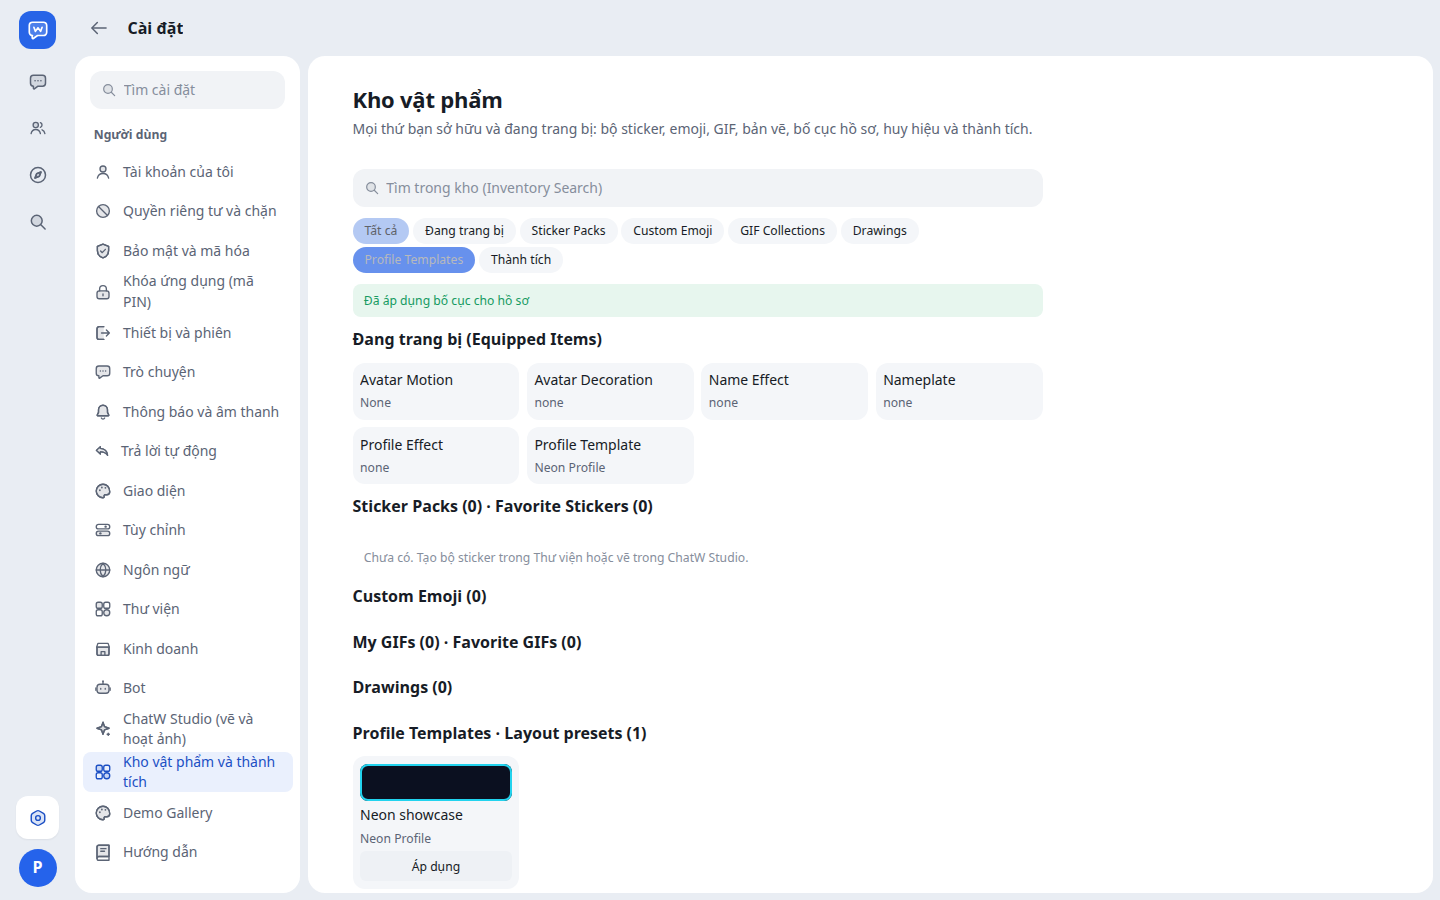 Cài đặt
Tìm cài đặt
Người dùng
Tài khoản của tôi
Quyền riêng tư và chặn
Bảo mật và mã hóa
Khóa ứng dụng (mã
PIN)
Thiết bị và phiên
Trò chuyện
Thông báo và âm thanh
Trả lời tự động
Giao diện
Tùy chỉnh
Ngôn ngữ
Thư viện
Kinh doanh
Bot
ChatW Studio (vẽ và
hoạt ảnh)
Kho vật phẩm và thành
tích
Demo Gallery
Hướng dẫn
P
Kho vật phẩm
Mọi thứ bạn sở hữu và đang trang bị: bộ sticker, emoji, GIF, bản vẽ, bố cục hồ sơ, huy hiệu và thành tích.
Tìm trong kho (Inventory Search)
Tất cả Đang trang bị Sticker Packs Custom Emoji GIF Collections Drawings
Profile Templates Thành tích
Đã áp dụng bố cục cho hồ sơ
Đang trang bị (Equipped Items)
Avatar Motion Avatar Decoration Name Effect Nameplate
None none none none
Profile Effect Profile Template
none Neon Profile
Sticker Packs (0) · Favorite Stickers (0)
Chưa có. Tạo bộ sticker trong Thư viện hoặc vẽ trong ChatW Studio.
Custom Emoji (0)
My GIFs (0) · Favorite GIFs (0)
Drawings (0)
Profile Templates · Layout presets (1)
Neon showcase
Neon Profile
Áp dụng